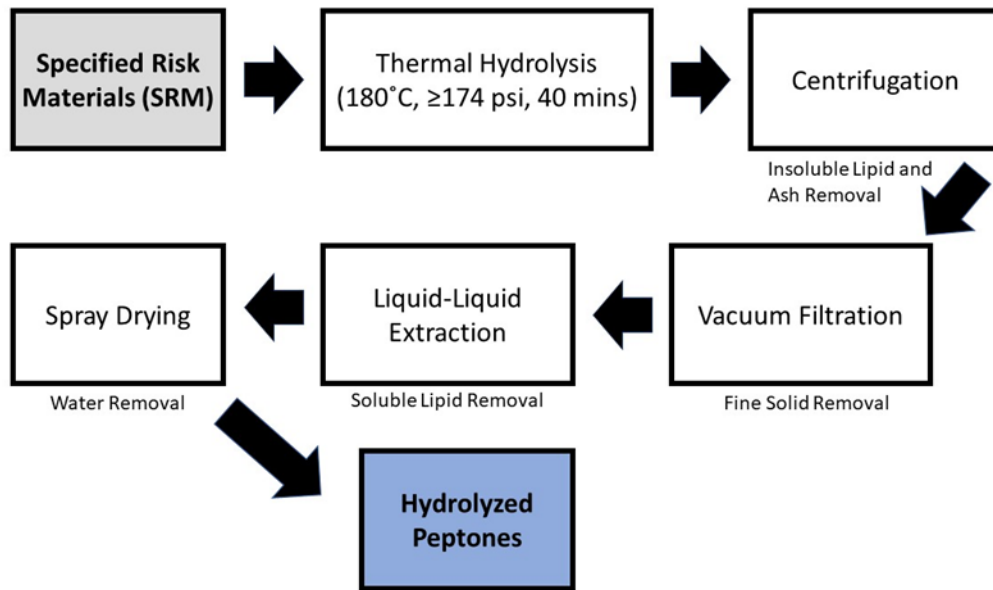 Specified Risk
Materials (SRM)
Thermal Hydrolysis
(180˚C, ≥174 psi, 40 mins)
Centrifugation
Insoluble Lipid and
Ash Removal
Vacuum Filtration
Fine Solid Removal
Liquid-Liquid
Extraction
Soluble Lipid Removal
Spray Drying
Water Removal
Hydrolyzed
Peptones